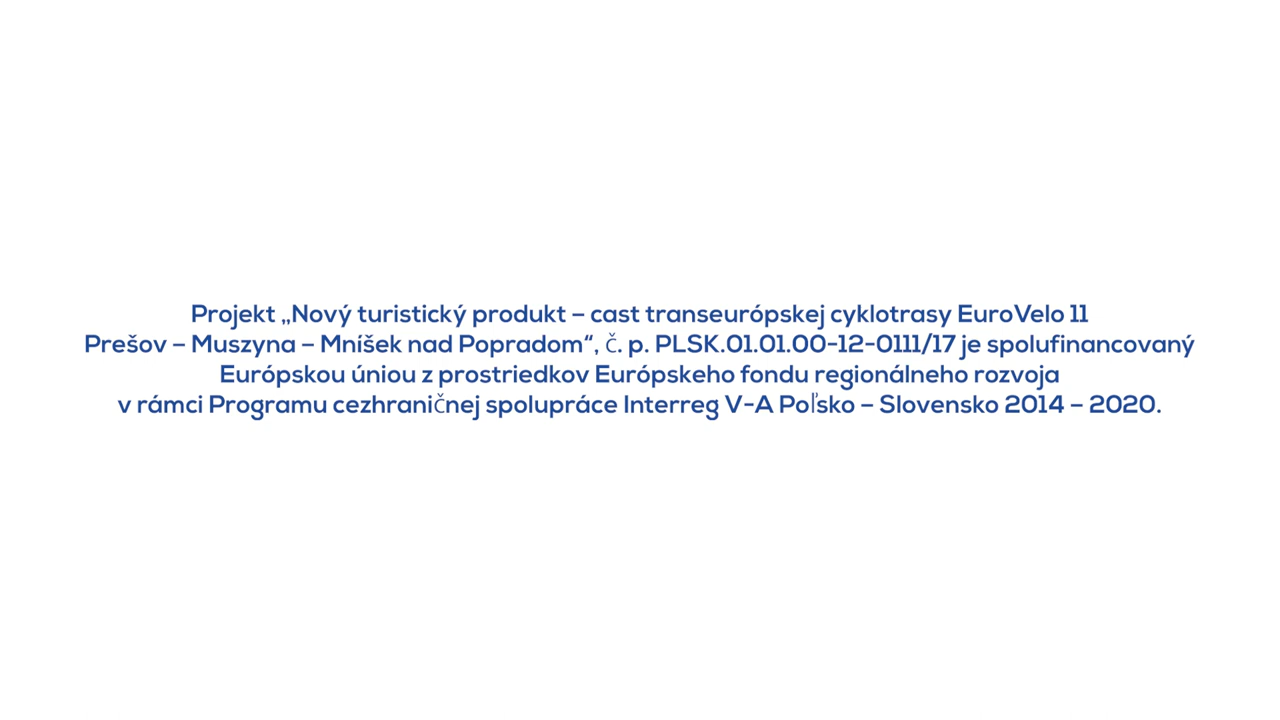 Projekt „Nový turistický produkt – cast transeurópskej cyklotrasy EuroVelo 11
Prešov – Muszyna – Mníšek nad Popradom“, č. p. PLSK.01.01.00-12-0111/17 je spolufinancovaný
Európskou úniou z prostriedkov Európskeho fondu regionálneho rozvoja
v rámci Programu cezhraničnej spolupráce Interreg V-A Poľsko – Slovensko 2014 – 2020.